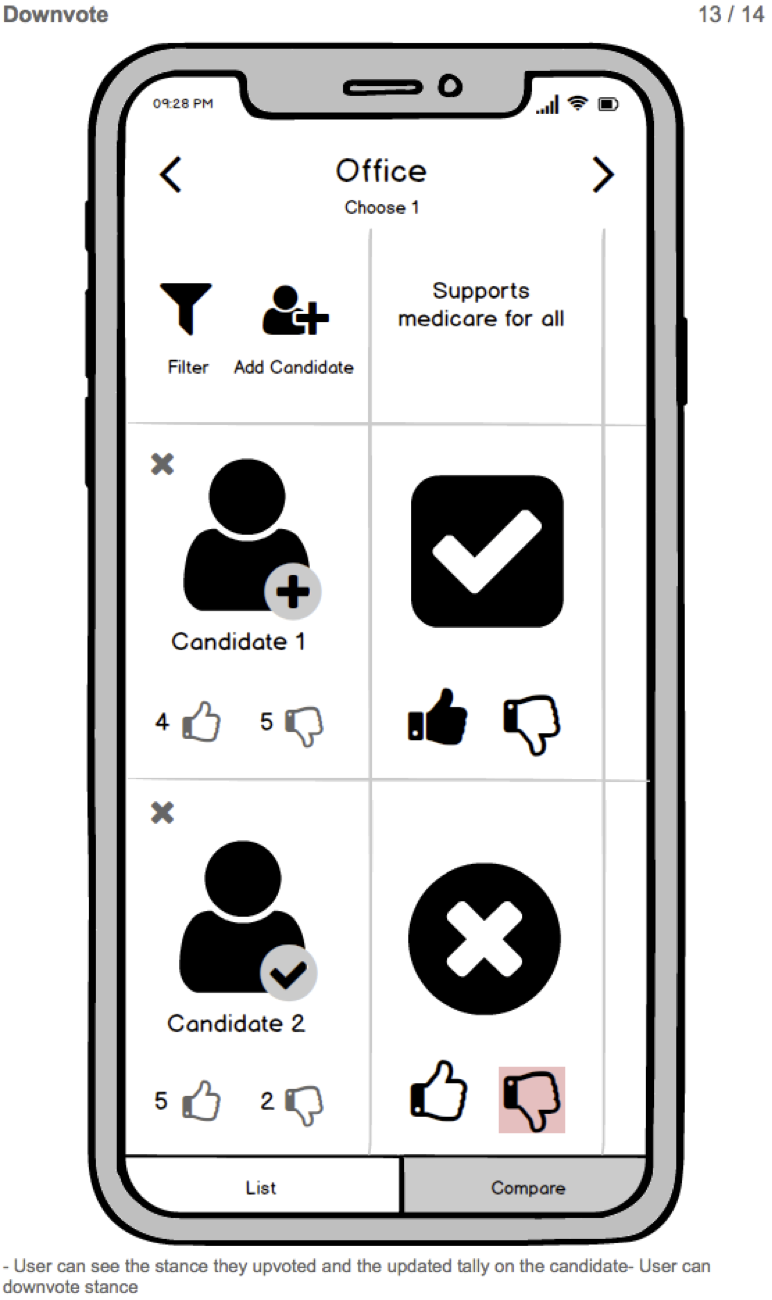 Downvote 13 / 14
09:28 PM
Office
Choose 1
Filter Add Candidate
Supports
medicare for all
Candidate 1
4 5
Candidate 2
5 2
List Compare
- User can see the stance they upvoted and the updated tally on the candidate- User can
downvote stance